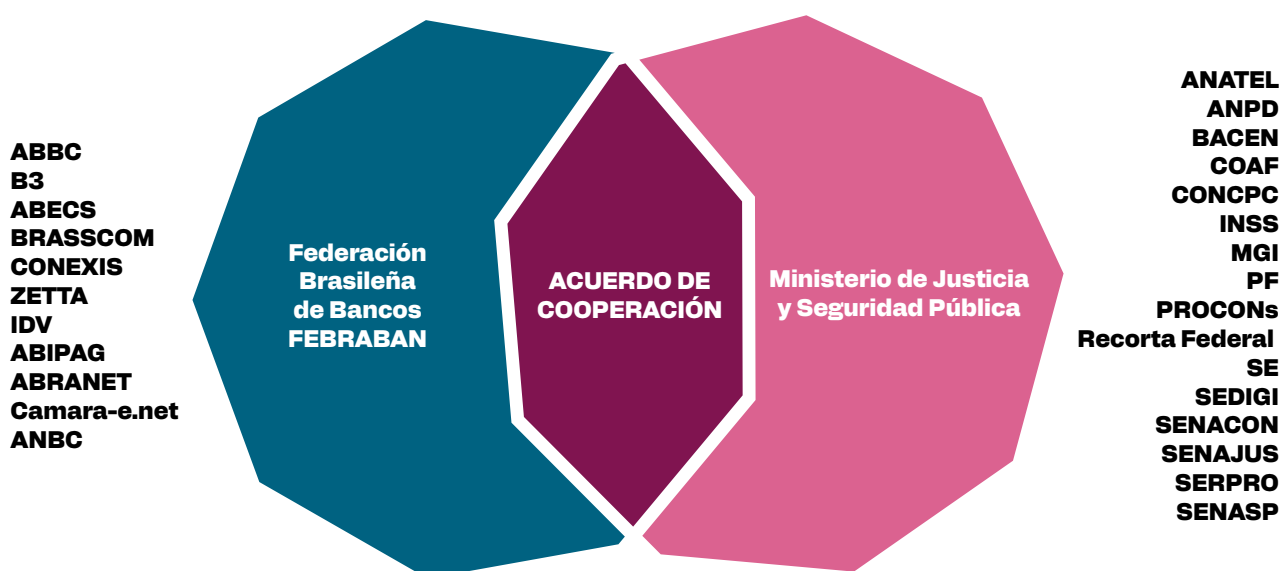 ABBC
B3
ABECS
BRASSCOM
CONEXIS
ZETTA
IDV
ABIPAG
ABRANET
Camara-e.net
ANBC
Federación
Brasileña
de Bancos
FEBRABAN
ACUERDO DE
COOPERACIÓN
Ministerio de Justicia
y Seguridad Pública
ANATEL
ANPD
BACEN
COAF
CONCPC
INSS
MGI
PF
PROCONs
Recorta Federal
SE
SEDIGI
SENACON
SENAJUS
SERPRO
SENASP